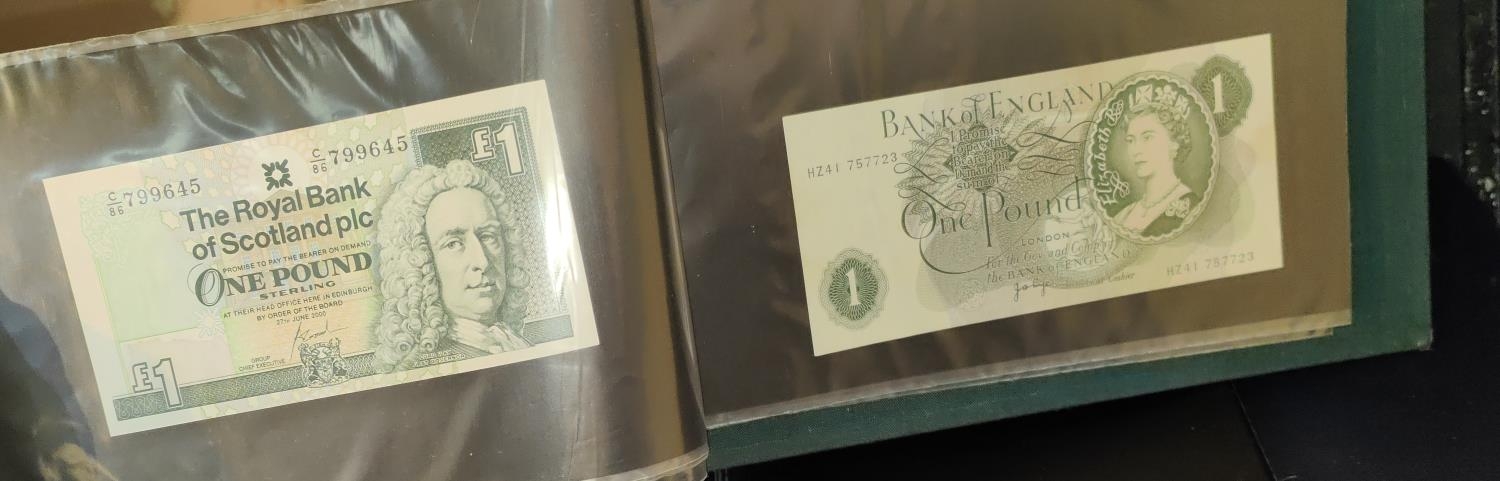 C/86 799645
£1
C/86 799645
The Royal Bank
of Scotland plc
PROMISE TO PAY THE BEARER ON DEMAND
ONE POUND
STERLING
AT THEIR HEAD OFFICE HERE IN EDINBURGH
BY ORDER OF THE BOARD
27TH JUNE 2000
GROUP
CHIEF EXECUTIVE
£1
BANK OF ENGLAND
1
I Promise
to pay the
Bearer on
Demand the
sum of
HZ41 757723
Elizabeth
One Pound
LONDON
For the Gov. and Comp. of
the BANK OF ENGLAND
1
HZ41 757723